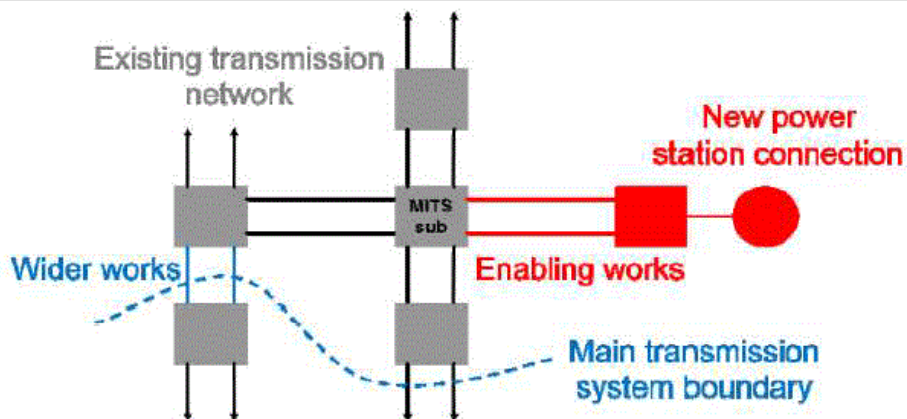 Existing transmission
network
New power
station connection
MITS
sub
Wider works
Enabling works
Main transmission
system boundary